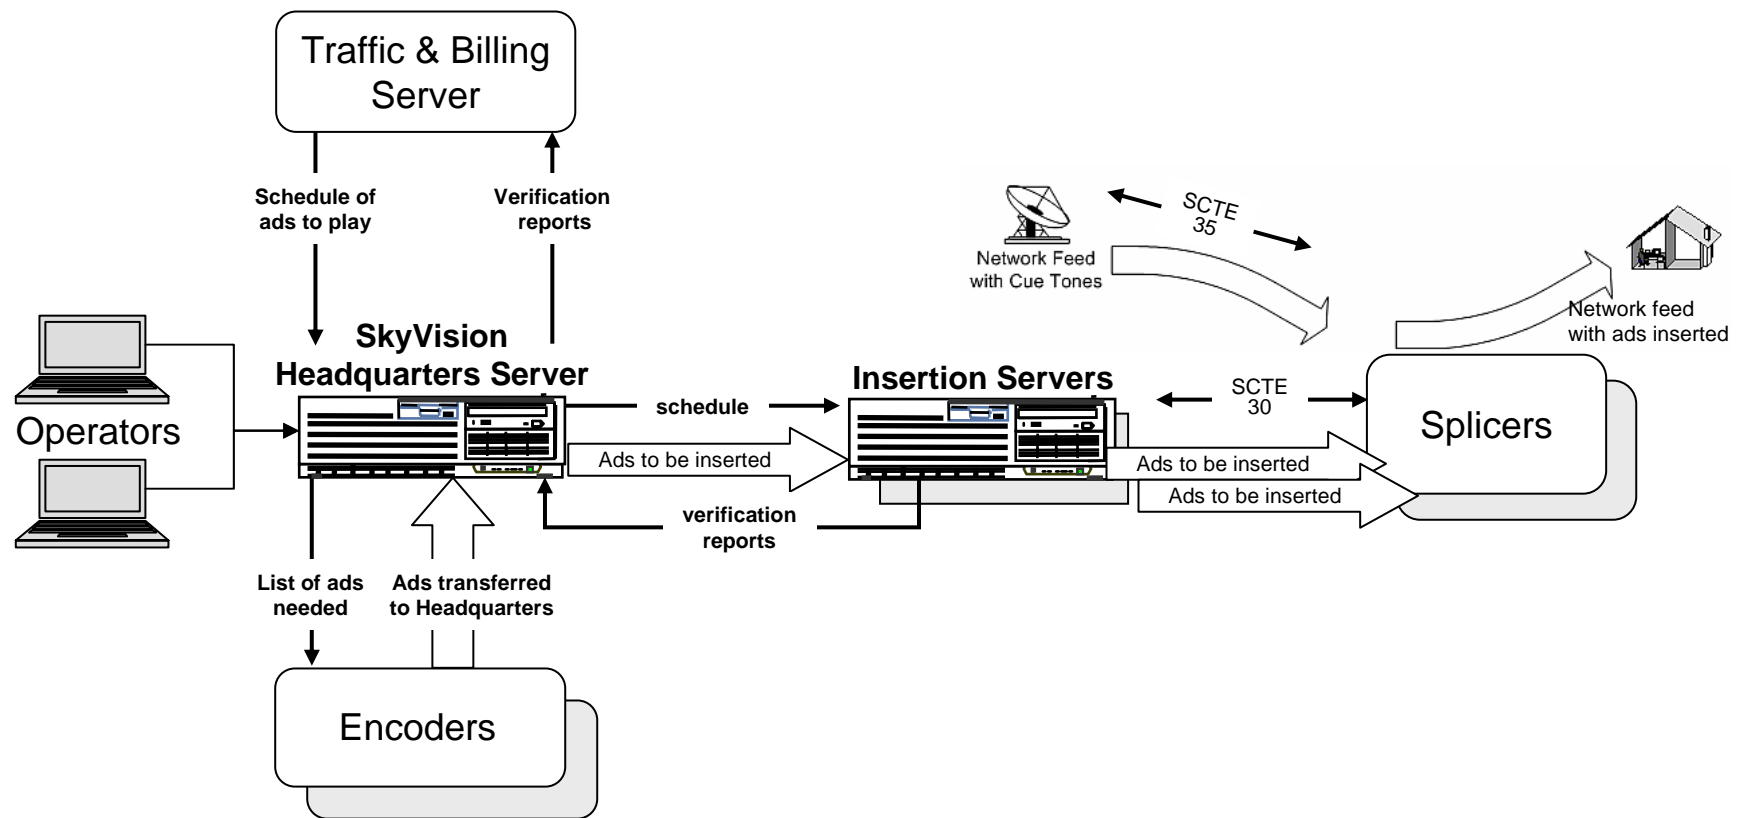 Traffic & Billing
Server
Schedule of
ads to play
Verification
reports
SCTE
35
Network Feed
with Cue Tones
Network feed
with ads inserted
SkyVision
Headquarters Server
Insertion Servers
Operators
schedule
SCTE
30
Splicers
Ads to be inserted
Ads to be inserted
Ads to be inserted
verification
reports
List of ads
needed
Ads transferred
to Headquarters
Encoders